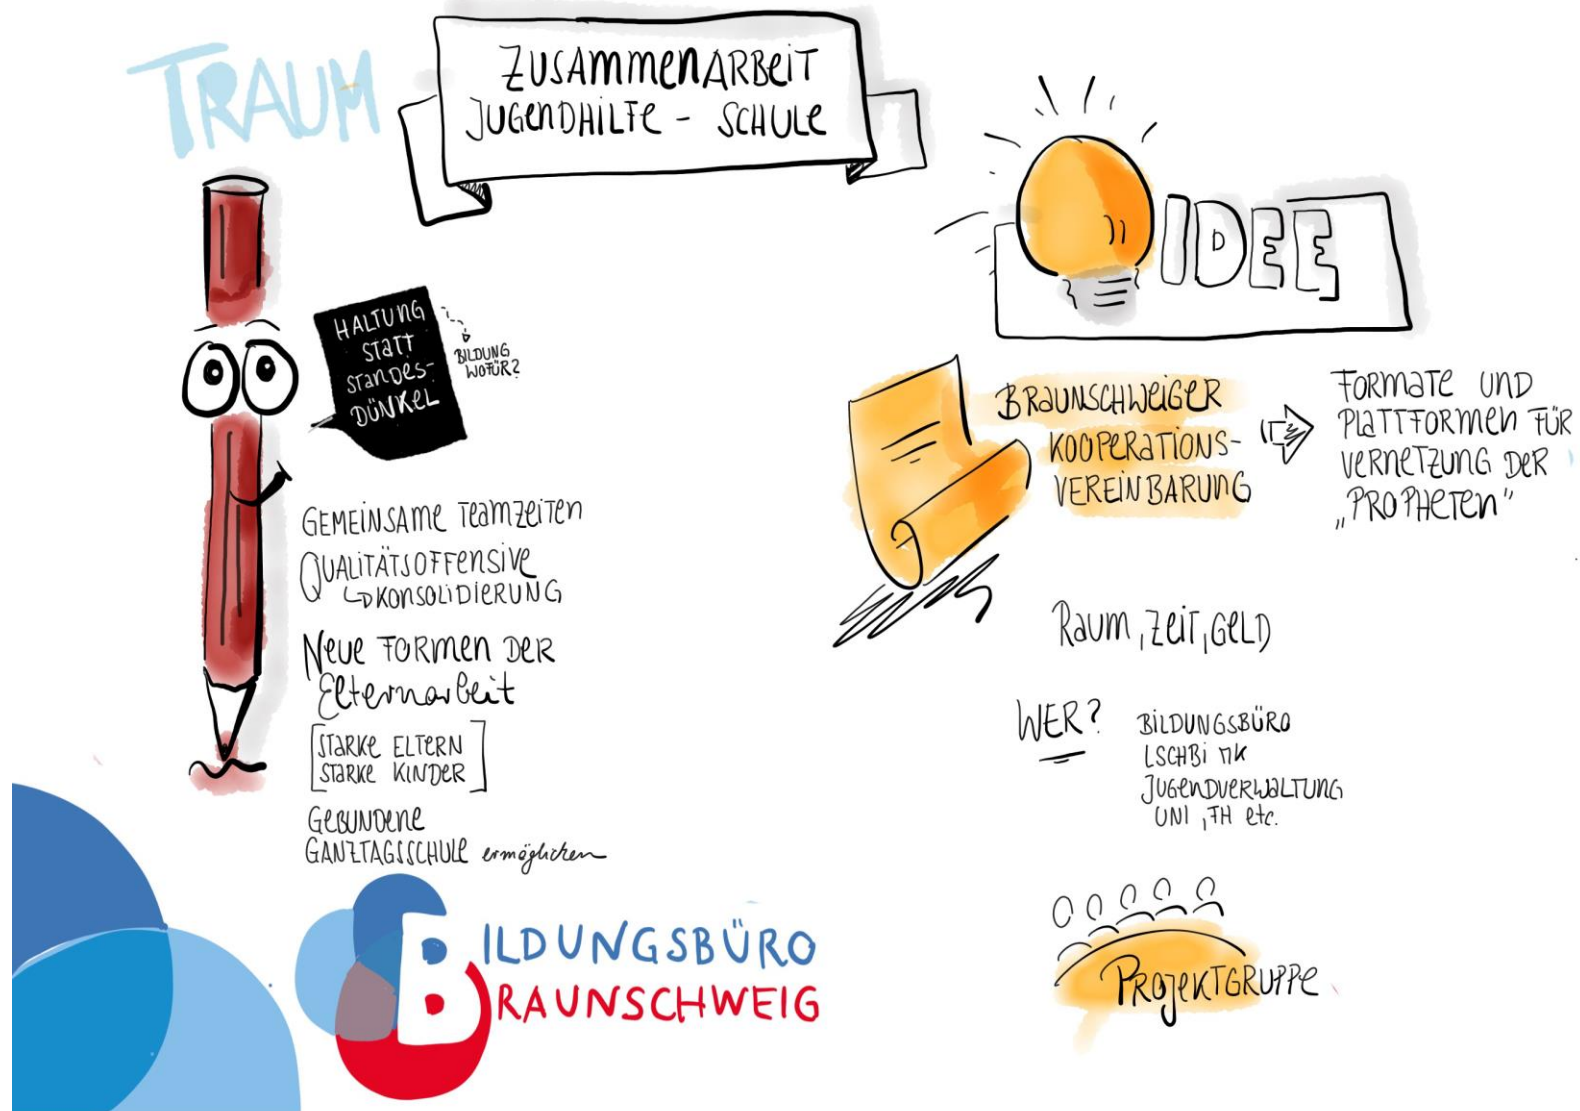 TRAUM
ZUSAMMENARBEIT
JUGENDHILFE - SCHULE
IDEE
HALTUNG
STATT
STANDES-
DÜNKEL
BILDUNG
WOFÜR?
GEMEINSAME TEAMZEITEN
QUALITÄTSOFFENSIVE
KONSOLIDIERUNG
NEUE FORMEN DER
Elternarbeit
[STARKE ELTERN
STARKE KINDER]
GEBUNDENE
GANZTAGSSCHULE ermöglichen
BRAUNSCHWEIGER
KOOPERATIONS-
VEREINBARUNG
FORMATE UND
PLATTFORMEN FÜR
VERNETZUNG DER
„PROPHETEN“
RAUM, ZEIT, GELD
WER?
BILDUNGSBÜRO
LSCHB; MK
JUGENDVERWALTUNG
UNI, FH etc.
PROJEKTGRUPPE
BILDUNGSBÜRO
BRAUNSCHWEIG